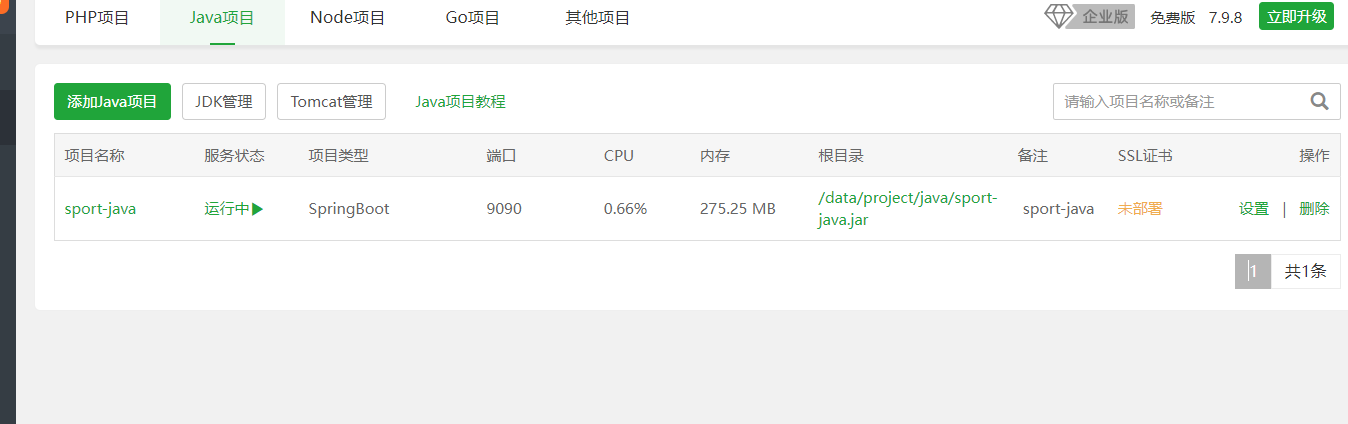 PHP项目 Java项目 Node项目 Go项目 其他项目 企业版 免费版 7.9.8 立即升级
添加Java项目 JDK管理 Tomcat管理 Java项目教程 请输入项目名称或备注
项目名称 服务状态 项目类型 端口 CPU 内存 根目录 备注 SSL证书 操作
sport-java 运行中 SpringBoot 9090 0.66% 275.25 MB /data/project/java/sport-
java.jar sport-java 未部署 设置 | 删除
1 共1条